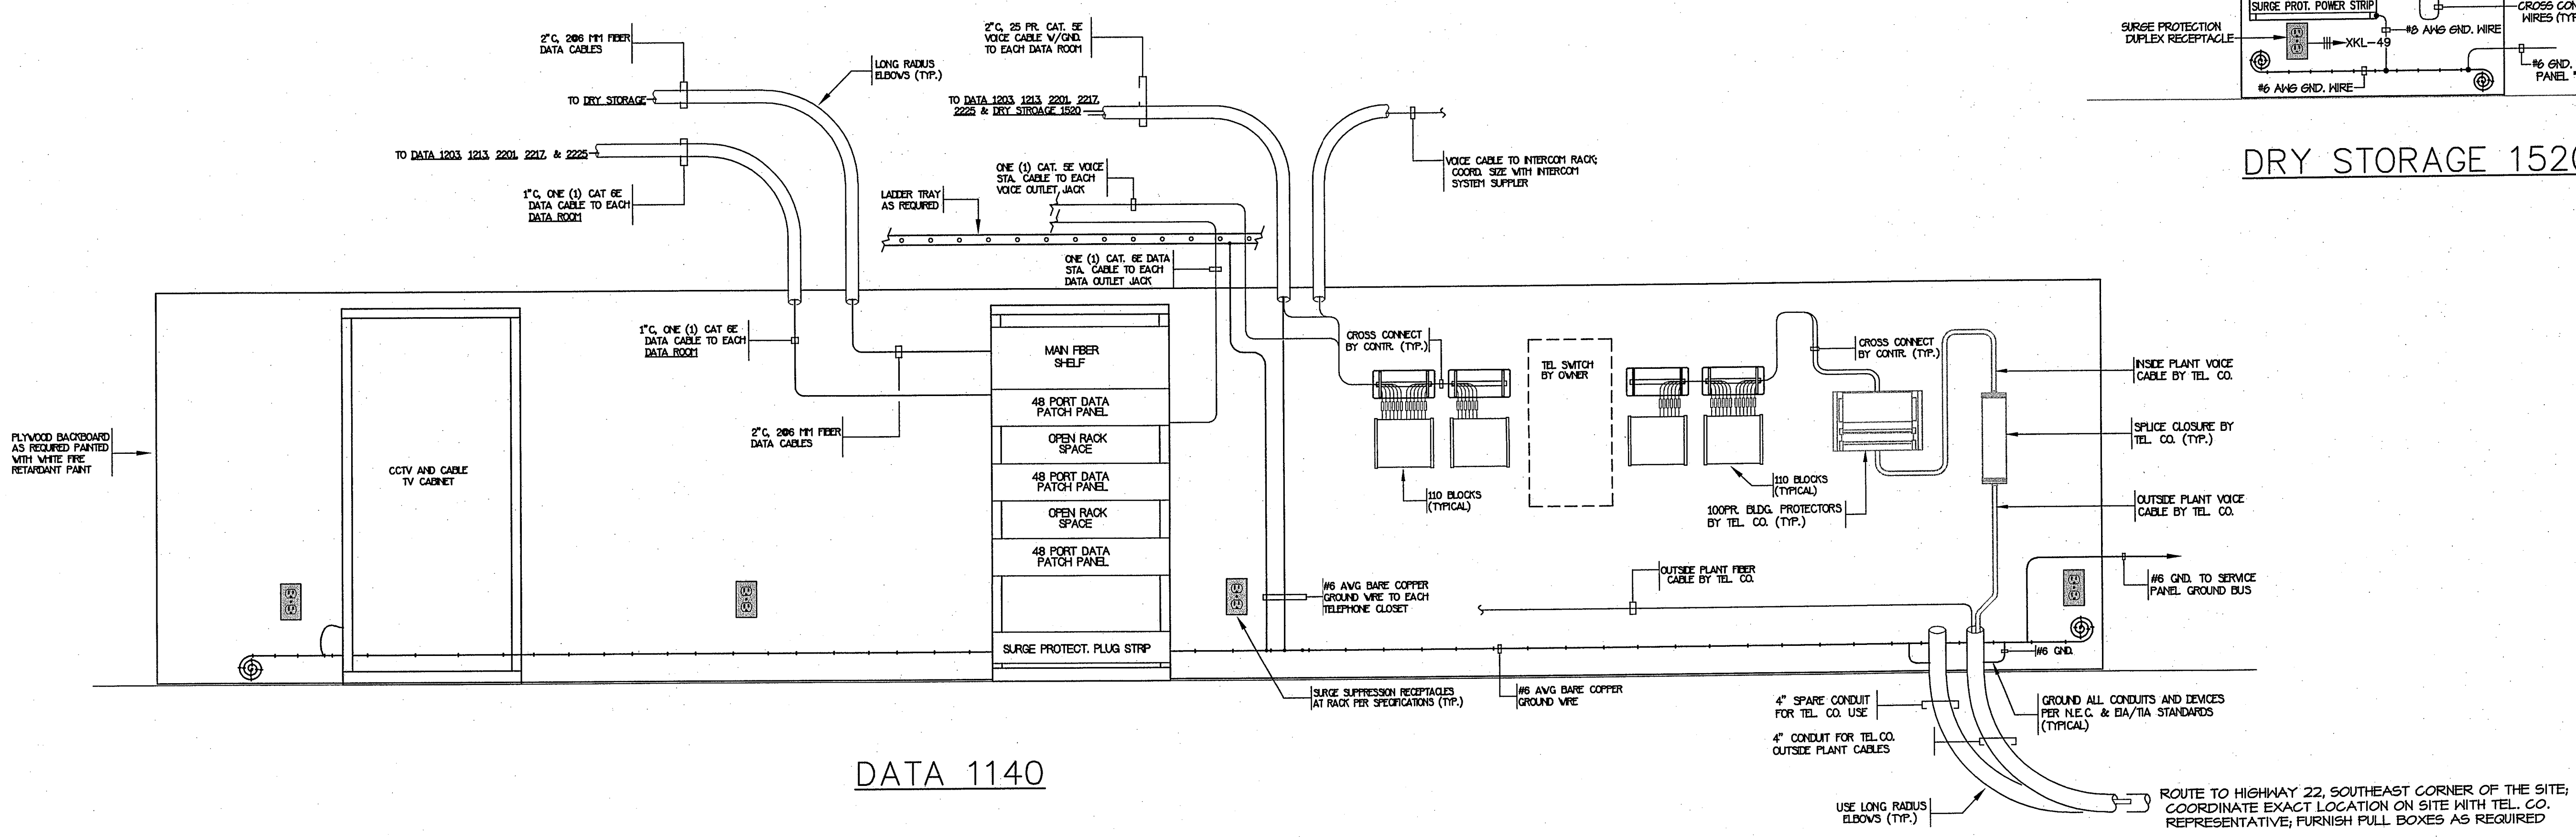 2"C, 2@6 MM FIBER
DATA CABLES
LONG RADIUS
ELBOWS (TYP.)
TO DRY STORAGE
TO DATA 1203, 1213, 2201, 2217, & 2225
1"C, ONE (1) CAT 6E
DATA CABLE TO EACH
DATA ROOM
2"C, 25 PR. CAT. 5E
VOICE CABLE W/GND.
TO EACH DATA ROOM
TO DATA 1203, 1213, 2201, 2217,
2225 & DRY STROAGE 1520
ONE (1) CAT. 5E VOICE
STA. CABLE TO EACH
VOICE OUTLET JACK
LADDER TRAY
AS REQUIRED
ONE (1) CAT. 6E DATA
STA. CABLE TO EACH
DATA OUTLET JACK
VOICE CABLE TO INTERCOM RACK;
COORD. SIZE WITH INTERCOM
SYSTEM SUPPLER
SURGE PROT. POWER STRIP
CROSS CON
WIRES (TYP
SURGE PROTECTION
DUPLEX RECEPTACLE
XKL-49
#8 AWG GND. WIRE
#6 GND.
PANEL
#6 AWG GND. WIRE
DRY STORAGE 1520
PLYWOOD BACKBOARD
AS REQUIRED PAINTED
WITH WHITE FIRE
RETARDANT PAINT
CCTV AND CABLE
TV CABINET
1"C, ONE (1) CAT 6E
DATA CABLE TO EACH
DATA ROOM
2"C, 2@6 MM FIBER
DATA CABLES
MAIN FIBER
SHELF
48 PORT DATA
PATCH PANEL
OPEN RACK
SPACE
48 PORT DATA
PATCH PANEL
OPEN RACK
SPACE
48 PORT DATA
PATCH PANEL
SURGE PROTECT. PLUG STRIP
CROSS CONNECT
BY CONTR. (TYP.)
TEL SWITCH
BY OWNER
CROSS CONNECT
BY CONTR. (TYP.)
110 BLOCKS
(TYPICAL)
110 BLOCKS
(TYPICAL)
100PR. BLDG. PROTECTORS
BY TEL. CO. (TYP.)
INSIDE PLANT VOICE
CABLE BY TEL. CO.
SPLICE CLOSURE BY
TEL. CO. (TYP.)
OUTSIDE PLANT VOICE
CABLE BY TEL. CO.
#6 GND. TO SERVICE
PANEL GROUND BUS
#6 AWG BARE COPPER
GROUND WIRE TO EACH
TELEPHONE CLOSET
OUTSIDE PLANT FIBER
CABLE BY TEL. CO.
#6 GND.
SURGE SUPPRESSION RECEPTACLES
AT RACK PER SPECIFICATIONS (TYP.)
#6 AWG BARE COPPER
GROUND WIRE
4" SPARE CONDUIT
FOR TEL. CO. USE
4" CONDUIT FOR TEL.CO.
OUTSIDE PLANT CABLES
GROUND ALL CONDUITS AND DEVICES
PER N.E.C. & EIA/TIA STANDARDS
(TYPICAL)
DATA 1140
USE LONG RADIUS
ELBOWS (TYP.)
ROUTE TO HIGHWAY 22, SOUTHEAST CORNER OF THE SITE;
COORDINATE EXACT LOCATION ON SITE WITH TEL. CO.
REPRESENTATIVE; FURNISH PULL BOXES AS REQUIRED